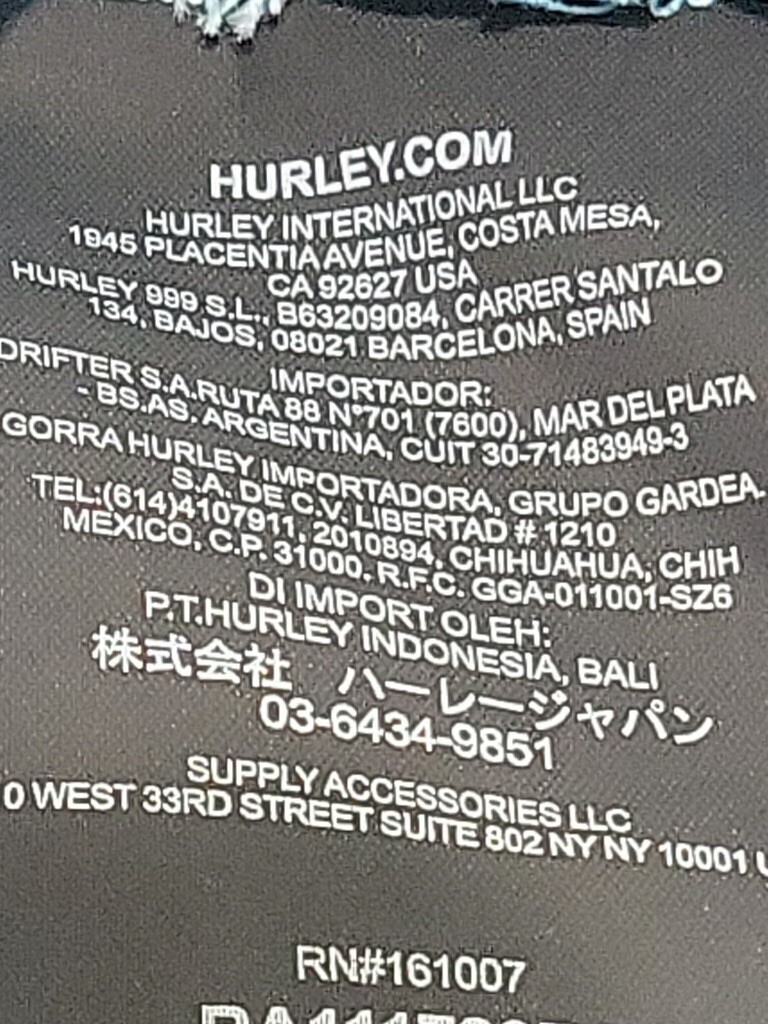 HURLEY.COM
HURLEY INTERNATIONAL LLC
1945 PLACENTIA AVENUE, COSTA MESA,
CA 92627 USA
HURLEY 999 S.L., B63209084, CARRER SANTALO
134, BAJOS, 08021 BARCELONA, SPAIN
IMPORTADOR:
DRIFTER S.A.RUTA 88 N°701 (7600), MAR DEL PLATA
- BS.AS. ARGENTINA, CUIT 30-71483949-3
GORRA HURLEY IMPORTADORA, GRUPO GARDEA.
S.A. DE C.V. LIBERTAD # 1210
TEL:(614)4107911, 2010894, CHIHUAHUA, CHIH
MEXICO, C.P. 31000, R.F.C. GGA-011001-SZ6
DI IMPORT OLEH:
P.T.HURLEY INDONESIA, BALI
株式会社 ハーレージャパン
03-6434-9851
SUPPLY ACCESSORIES LLC
0 WEST 33RD STREET SUITE 802 NY NY 10001
RN#161007